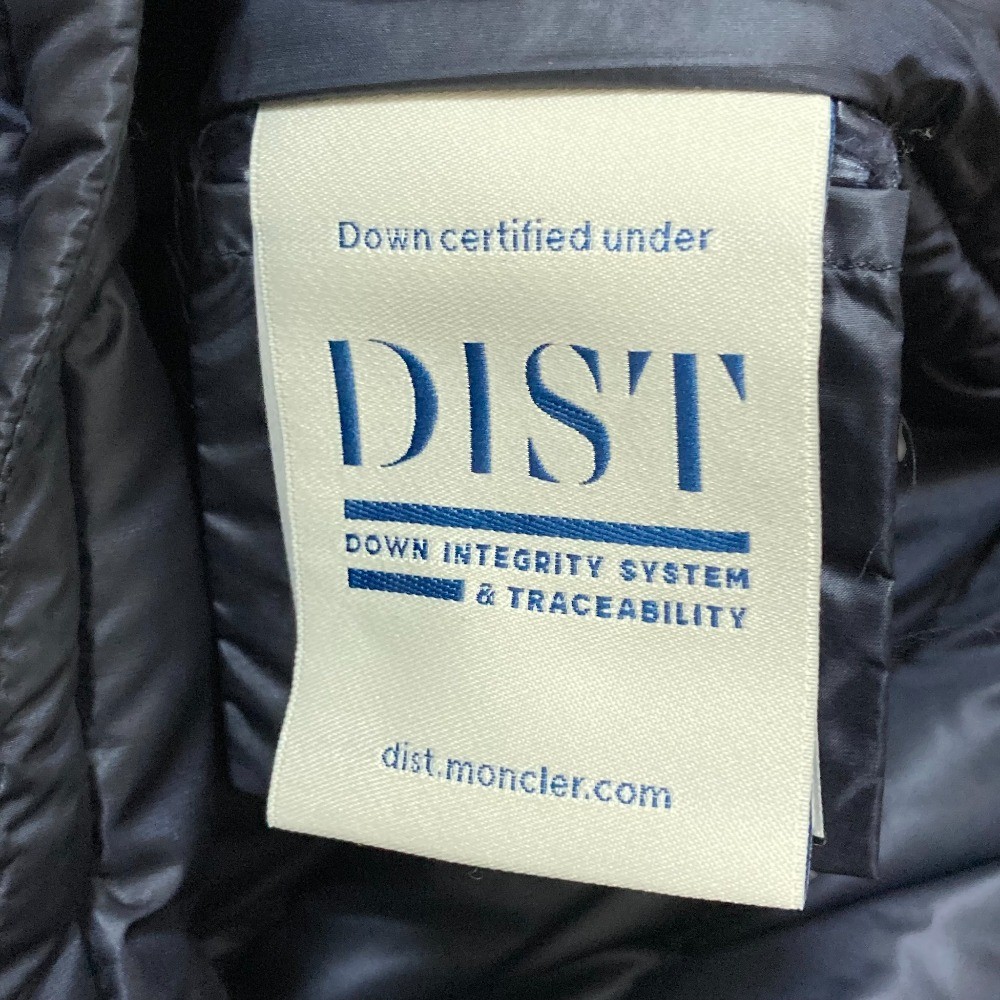 Down certified under
DIST
DOWN INTEGRITY SYSTEM
& TRACEABILITY
dist.moncler.com